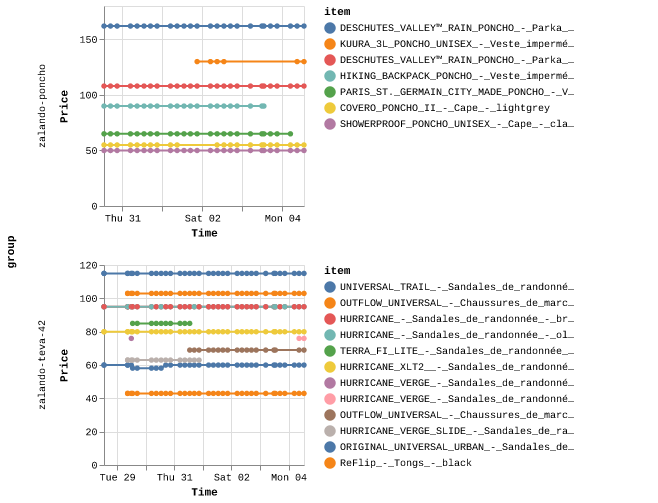 group
zalando-poncho
Price
150
100
50
0
Thu 31 Sat 02 Mon 04
Time
item
DESCHUTES_VALLEY™_RAIN_PONCHO_-_Parka_…
KUURA_3L_PONCHO_UNISEX_-_Veste_impermé…
DESCHUTES_VALLEY™_RAIN_PONCHO_-_Parka_…
HIKING_BACKPACK_PONCHO_-_Veste_impermé…
PARIS_ST._GERMAIN_CITY_MADE_PONCHO_-_V…
COVERO_PONCHO_II_-_Cape_-_lightgrey
SHOWERPROOF_PONCHO_UNISEX_-_Cape_-_cla…
zalando-teva-42
Price
120
100
80
60
40
20
0
Tue 29 Thu 31 Sat 02 Mon 04
Time
item
UNIVERSAL_TRAIL_-_Sandales_de_randonné…
OUTFLOW_UNIVERSAL_-_Chaussures_de_marc…
HURRICANE_-_Sandales_de_randonnée_-_br…
HURRICANE_-_Sandales_de_randonnée_-_ol…
TERRA_FI_LITE_-_Sandales_de_randonnée_…
HURRICANE_XLT2__-_Sandales_de_randonné…
HURRICANE_VERGE_-_Sandales_de_randonné…
HURRICANE_VERGE_-_Sandales_de_randonné…
OUTFLOW_UNIVERSAL_-_Chaussures_de_marc…
HURRICANE_VERGE_SLIDE_-_Sandales_de_ra…
ORIGINAL_UNIVERSAL_URBAN_-_Sandales_de…
ReFlip_-_Tongs_-_black